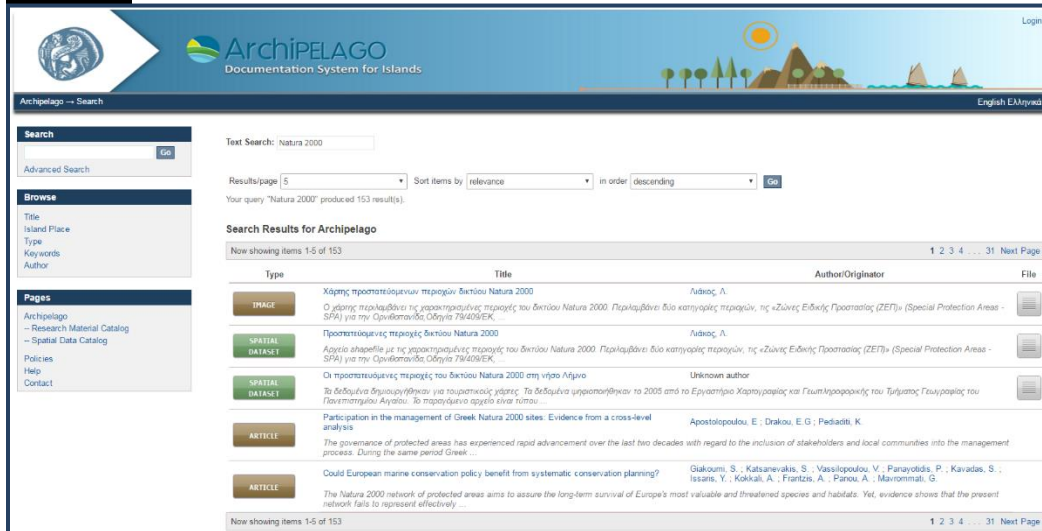 Login
ARCHIPELAGO
Documentation System for Islands
Archipelago → Search
English Ελληνικά
Search
Go
Advanced Search
Browse
Title
Island Place
Type
Keywords
Author
Pages
Archipelago
-- Research Material Catalog
-- Spatial Data Catalog
Policies
Help
Contact
Text Search: Natura 2000
Results/page 5 Sort items by relevance in order descending Go
Your query "Natura 2000" produced 153 result(s).
Search Results for Archipelago
Now showing items 1-5 of 153
1 2 3 4 . . . 31 Next Page
Type Title Author/Originator File
IMAGE
Χάρτης προστατεύομενων περιοχών δικτύου Natura 2000
Λιάκος, Λ.
Ο χάρτης περιλαμβάνει τις χαρακτηρισμένες περιοχές του δικτύου Natura 2000. Περιλαμβάνει δύο κατηγορίες περιοχών, τις «Ζώνες Ειδικής Προστασίας (ΖΕΠ)» (Special Protection Areas -
SPA) για την Ορνιθοπανίδα,Οδηγία 79/409/ΕΚ, ...
SPATIAL
DATASET
Προστατεύομενες περιοχές δικτύου Natura 2000
Λιάκος, Λ.
Αρχείο shapefile με τις χαρακτηρισμένες περιοχές του δικτύου Natura 2000. Περιλαμβάνει δύο κατηγορίες περιοχών, τις «Ζώνες Ειδικής Προστασίας (ΖΕΠ)» (Special Protection Areas -
SPA) για την Ορνιθοπανίδα,Οδηγία 79/409/ΕΚ, ...
SPATIAL
DATASET
Οι προστατευόμενες περιοχές του δικτύου Natura 2000 στη νήσο Λήμνο
Unknown author
Τα δεδομένα δημιουργήθηκαν για τουριστικούς χάρτες. Τα δεδομένα ψηφιοποιήθηκαν το 2005 από το Εργαστήριο Χαρτογραφίας και Γεωπληροφορικής του Τμήματος Γεωγραφίας του
Πανεπιστημίου Αιγαίου. Το παραγόμενο αρχείο είναι τύπου ...
ARTICLE
Participation in the management of Greek Natura 2000 sites: Evidence from a cross-level
analysis
Apostolopoulou, E ; Drakou, E.G ; Pediaditi, K
The governance of protected areas has experienced rapid advancement over the last two decades with regard to the inclusion of stakeholders and local communities into the management
process. During the same period Greek ...
ARTICLE
Could European marine conservation policy benefit from systematic conservation planning?
Giakoumi, S. ; Katsanevakis, S. ; Vassilopoulou, V. ; Panayotidis, P. ; Kavadas, S. ;
Issaris, Y. ; Kokkali, A. ; Frantzis, A. ; Panou, A. ; Mavrommati, G.
The Natura 2000 network of protected areas aims to assure the long-term survival of Europe's most valuable and threatened species and habitats. Yet, evidence shows that the present
network fails to represent effectively ...
Now showing items 1-5 of 153
1 2 3 4 . . . 31 Next Page